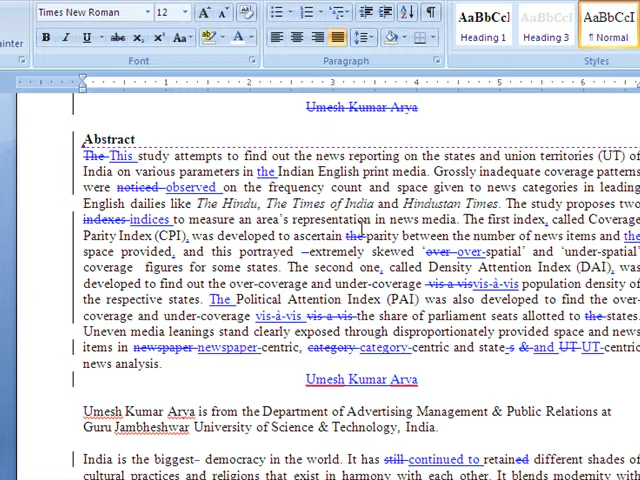 Times New Roman 12 A A Aa
AaBbCcI AaBbCcI AaBbCcI
B I U abc x₂ x² Aa ab A
Heading 1 Heading 3 ¶ Normal
ainter Font Paragraph Styles
1 2 3 4 5
Umesh Kumar Arya
Abstract
The This study attempts to find out the news reporting on the states and union territories (UT) of
India on various parameters in the Indian English print media. Grossly inadequate coverage patterns
were noticed observed on the frequency count and space given to news categories in leading
English dailies like The Hindu, The Times of India and Hindustan Times. The study proposes two
indexes indices to measure an area's representation in news media. The first index, called Coverage
Parity Index (CPI), was developed to ascertain the parity between the number of news items and the
space provided, and this portrayed –extremely skewed ‘over over-spatial’ and ‘under-spatial’
coverage figures for some states. The second one, called Density Attention Index (DAI), was
developed to find out the over-coverage and under-coverage vis a vis vis-à-vis population density of
the respective states. The Political Attention Index (PAI) was also developed to find the over-
coverage and under-coverage vis-à-vis vis a vis the share of parliament seats allotted to the states.
Uneven media leanings stand clearly exposed through disproportionately provided space and news
items in newspaper newspaper-centric, category category-centric and state-s & and UT UT-centric
news analysis.
Umesh Kumar Arya
Umesh Kumar Arya is from the Department of Advertising Management & Public Relations at
Guru Jambheshwar University of Science & Technology, India.
India is the biggest– democracy in the world. It has still continued to retained different shades of
cultural practices and religions that exist in harmony with each other. It blends modernity with